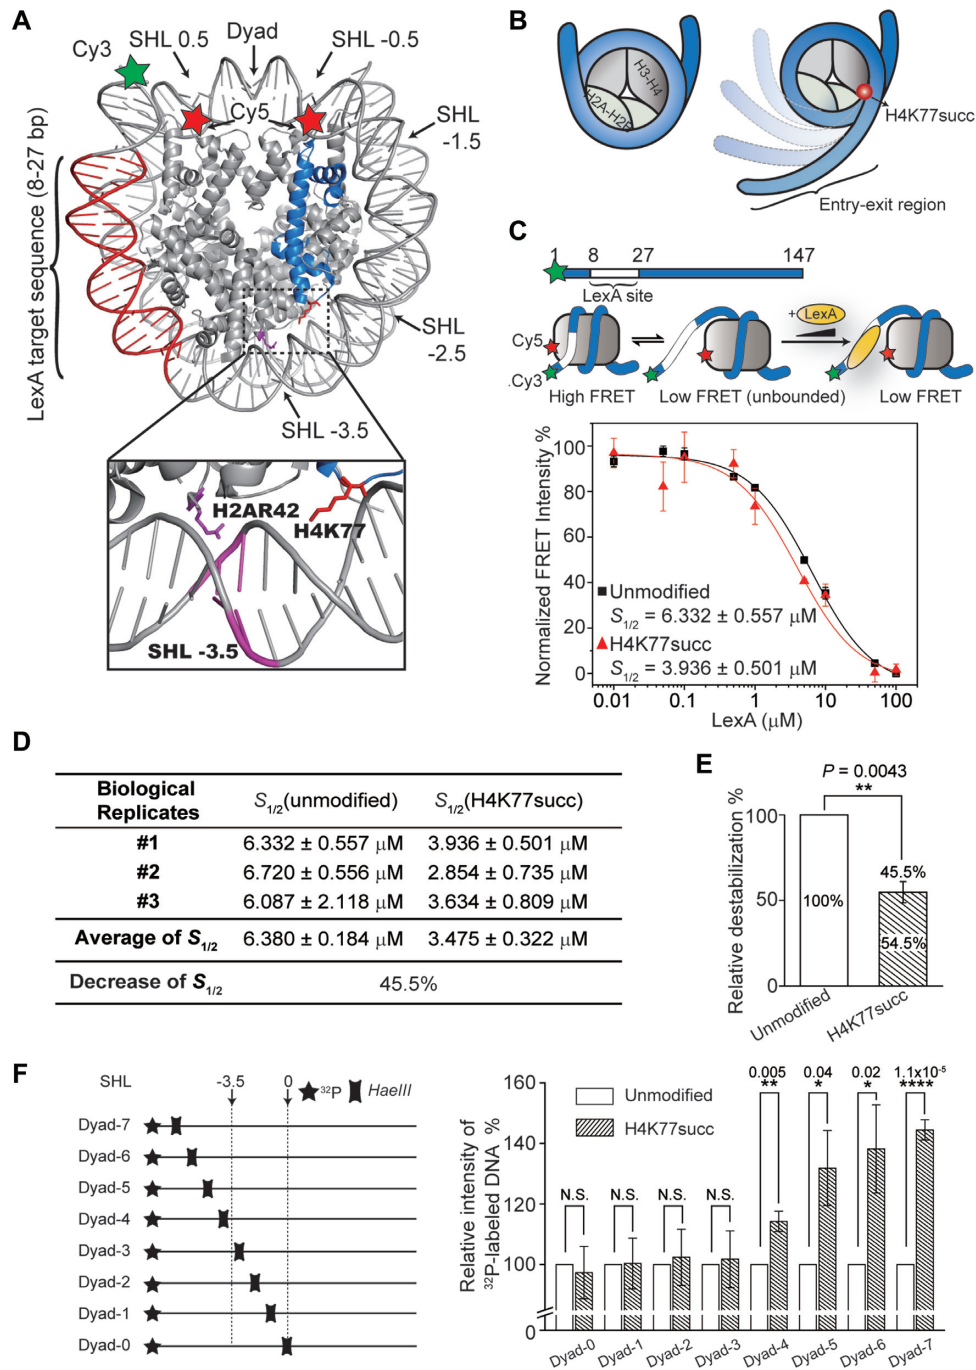 A
Cy3
SHL 0.5
Dyad
SHL -0.5
Cy5
SHL
-1.5
LexA target sequence (8-27 bp)
SHL
-2.5
SHL -3.5
H2AR42
H4K77
SHL -3.5
B
H3-H4
H2A-H2B
H4K77succ
Entry-exit region
C
1 8 27 147
LexA site
+LexA
Cy5
.Cy3
High FRET
Low FRET (unbounded)
Low FRET
Normalized FRET Intensity %
100
80
60
40
20
0
Unmodified
S1/2 = 6.332 ± 0.557 μM
H4K77succ
S1/2 = 3.936 ± 0.501 μM
0.01 0.1 1 10 100
LexA (μM)
D
Biological Replicates S1/2(unmodified) S1/2(H4K77succ)
#1 6.332 ± 0.557 μM 3.936 ± 0.501 μM
#2 6.720 ± 0.556 μM 2.854 ± 0.735 μM
#3 6.087 ± 2.118 μM 3.634 ± 0.809 μM
Average of S1/2 6.380 ± 0.184 μM 3.475 ± 0.322 μM
Decrease of S1/2 45.5%
E
P = 0.0043
**
Relative destabilization %
100
50
0
100%
45.5%
54.5%
Unmodified
H4K77succ
F
SHL -3.5 0 32P HaeIII
Dyad-7
Dyad-6
Dyad-5
Dyad-4
Dyad-3
Dyad-2
Dyad-1
Dyad-0
Relative intensity of
32P-labeled DNA %
160
140
120
100
0
Unmodified
H4K77succ
N.S. N.S. N.S. N.S. 0.005 0.04 0.02 1.1x10-5
** * * ****
Dyad-0 Dyad-1 Dyad-2 Dyad-3 Dyad-4 Dyad-5 Dyad-6 Dyad-7